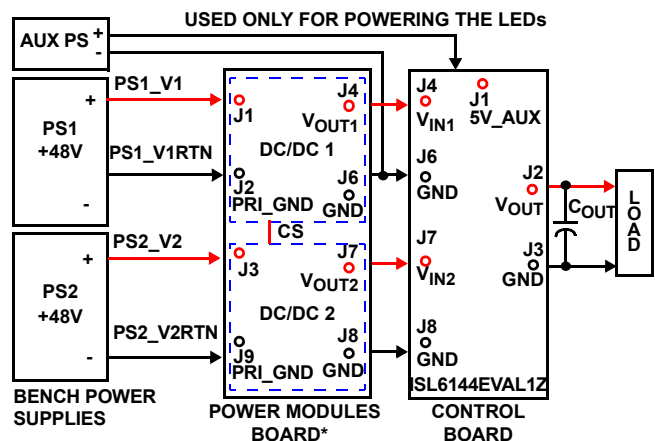 USED ONLY FOR POWERING THE LEDs
AUX PS
+
-
PS1_V1
+
PS1
+48V
-
PS1_V1RTN
J1
J4
VOUT1
DC/DC 1
J2
PRI_GND
J6
GND
CS
PS2_V2
+
PS2
+48V
-
PS2_V2RTN
J3
J7
VOUT2
DC/DC 2
J9
PRI_GND
J8
GND
J4
VIN1
J1
5V_AUX
J6
GND
J2
VOUT
COUT
J7
VIN2
J3
GND
J8
GND
ISL6144EVAL1Z
LOAD
BENCH POWER
SUPPLIES
POWER MODULES
BOARD*
CONTROL
BOARD